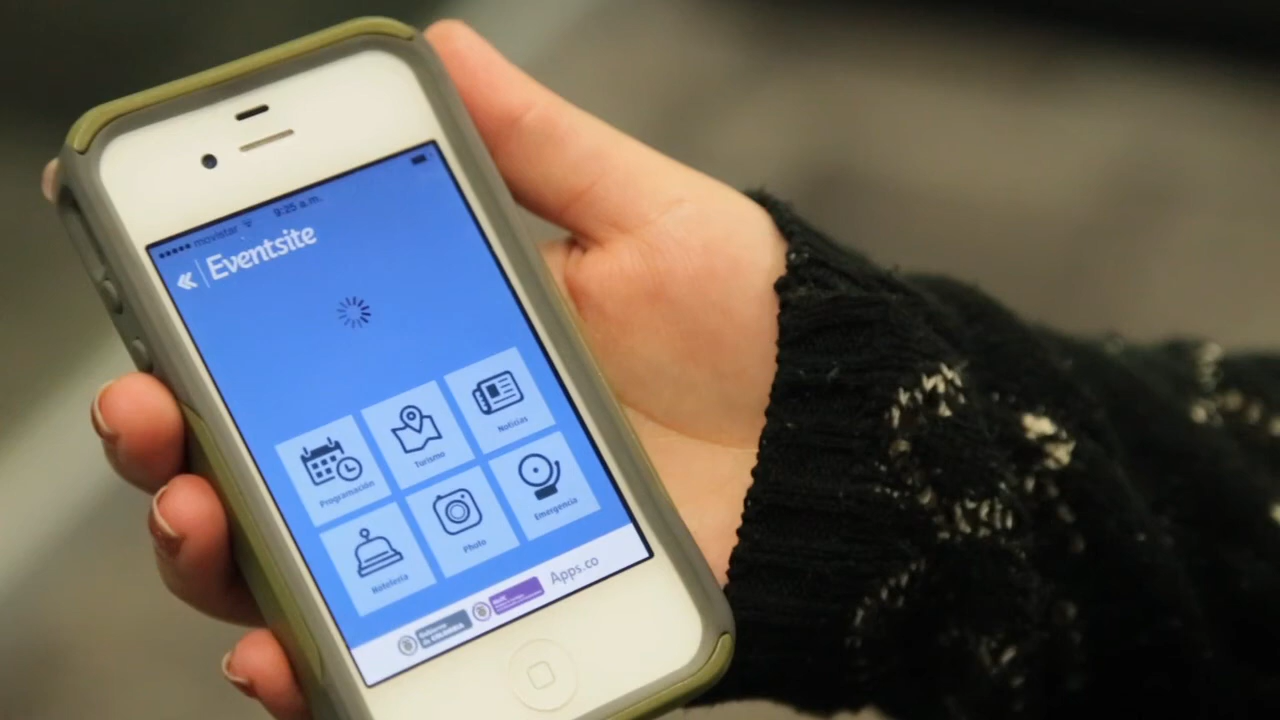 movistar 9:25 a.m.
« Eventsite
Programación
Turismo
Noticias
Hotelería
Photo
Emergencia
Apps.co